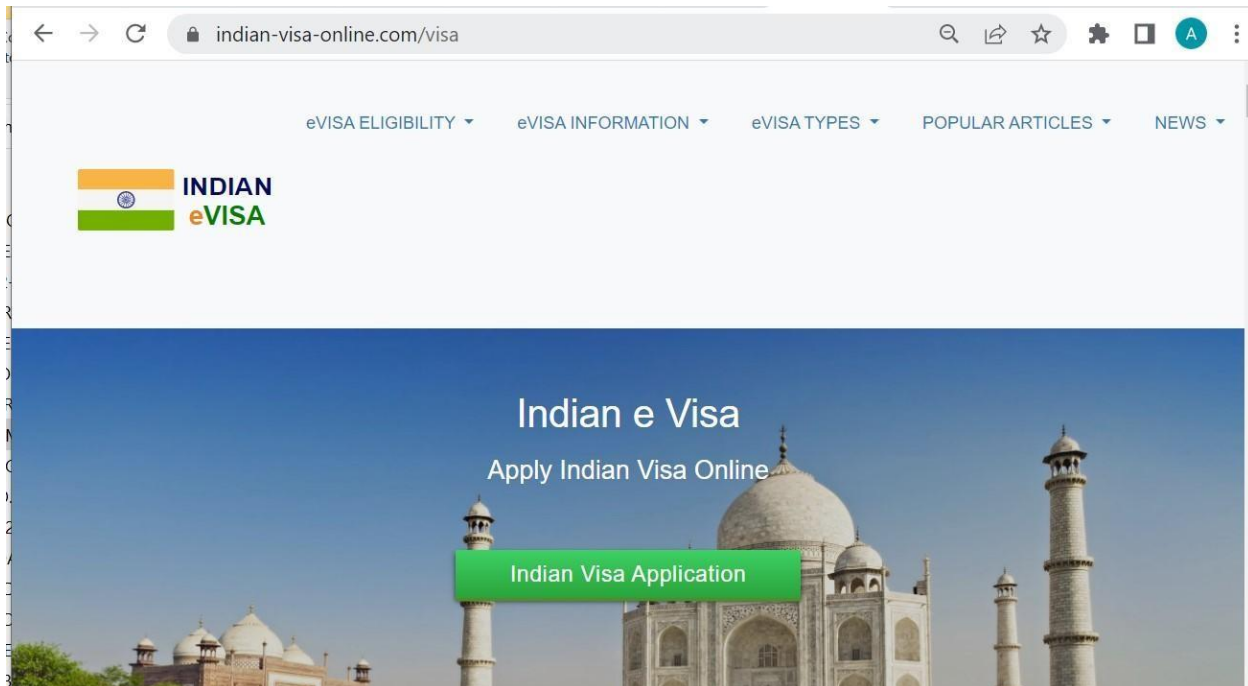 indian-visa-online.com/visa
A
eVISA ELIGIBILITY eVISA INFORMATION eVISA TYPES POPULAR ARTICLES NEWS
INDIAN
eVISA
Indian e Visa
Apply Indian Visa Online
Indian Visa Application